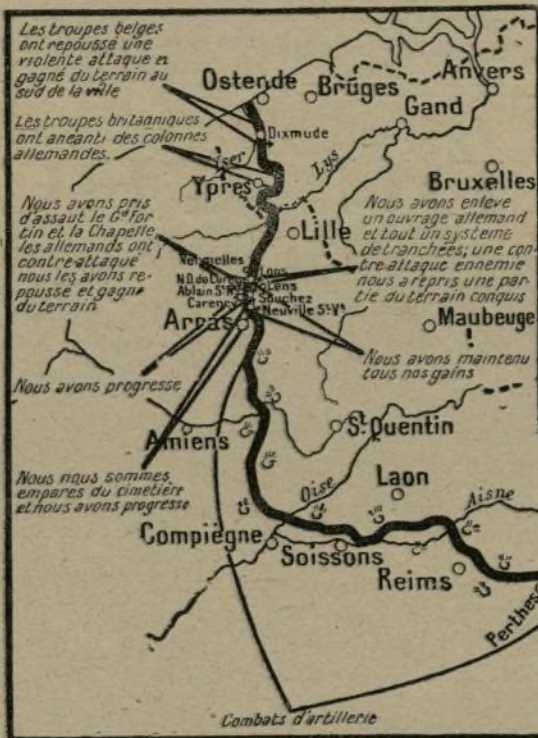 Les troupes belges
ont repoussé une
violente attaque et
gagné du terrain au
sud de la ville
Les troupes britanniques
ont anéanti des colonnes
allemandes.
Nous avons pris
d'assaut le Gd For
tin et la Chapelle
les allemands ont
contre-attaqué
nous les avons re-
poussé et gagné
du terrain
Nous avons progressé
Nous nous sommes
emparés du cimetière
et nous avons progressé
Nous avons enlevé
un ouvrage allemand
et tout un système
de tranchées; une con-
tre-attaque ennemie
nous a repris une par-
tie du terrain conquis
Nous avons maintenu
tous nos gains
Ostende
Bruges
Anvers
Gand
Dixmude
Yser
Lys
Ypres
Bruxelles
Lille
Vermelles
Loos
N.D. de Lorette
Lens
Ablain St N.
Souchez
Carency
Neuville St Vt
Arras
Maubeuge
Amiens
St Quentin
Oise
Laon
Aisne
Compiègne
Soissons
Reims
Perthes
Combats d'artillerie